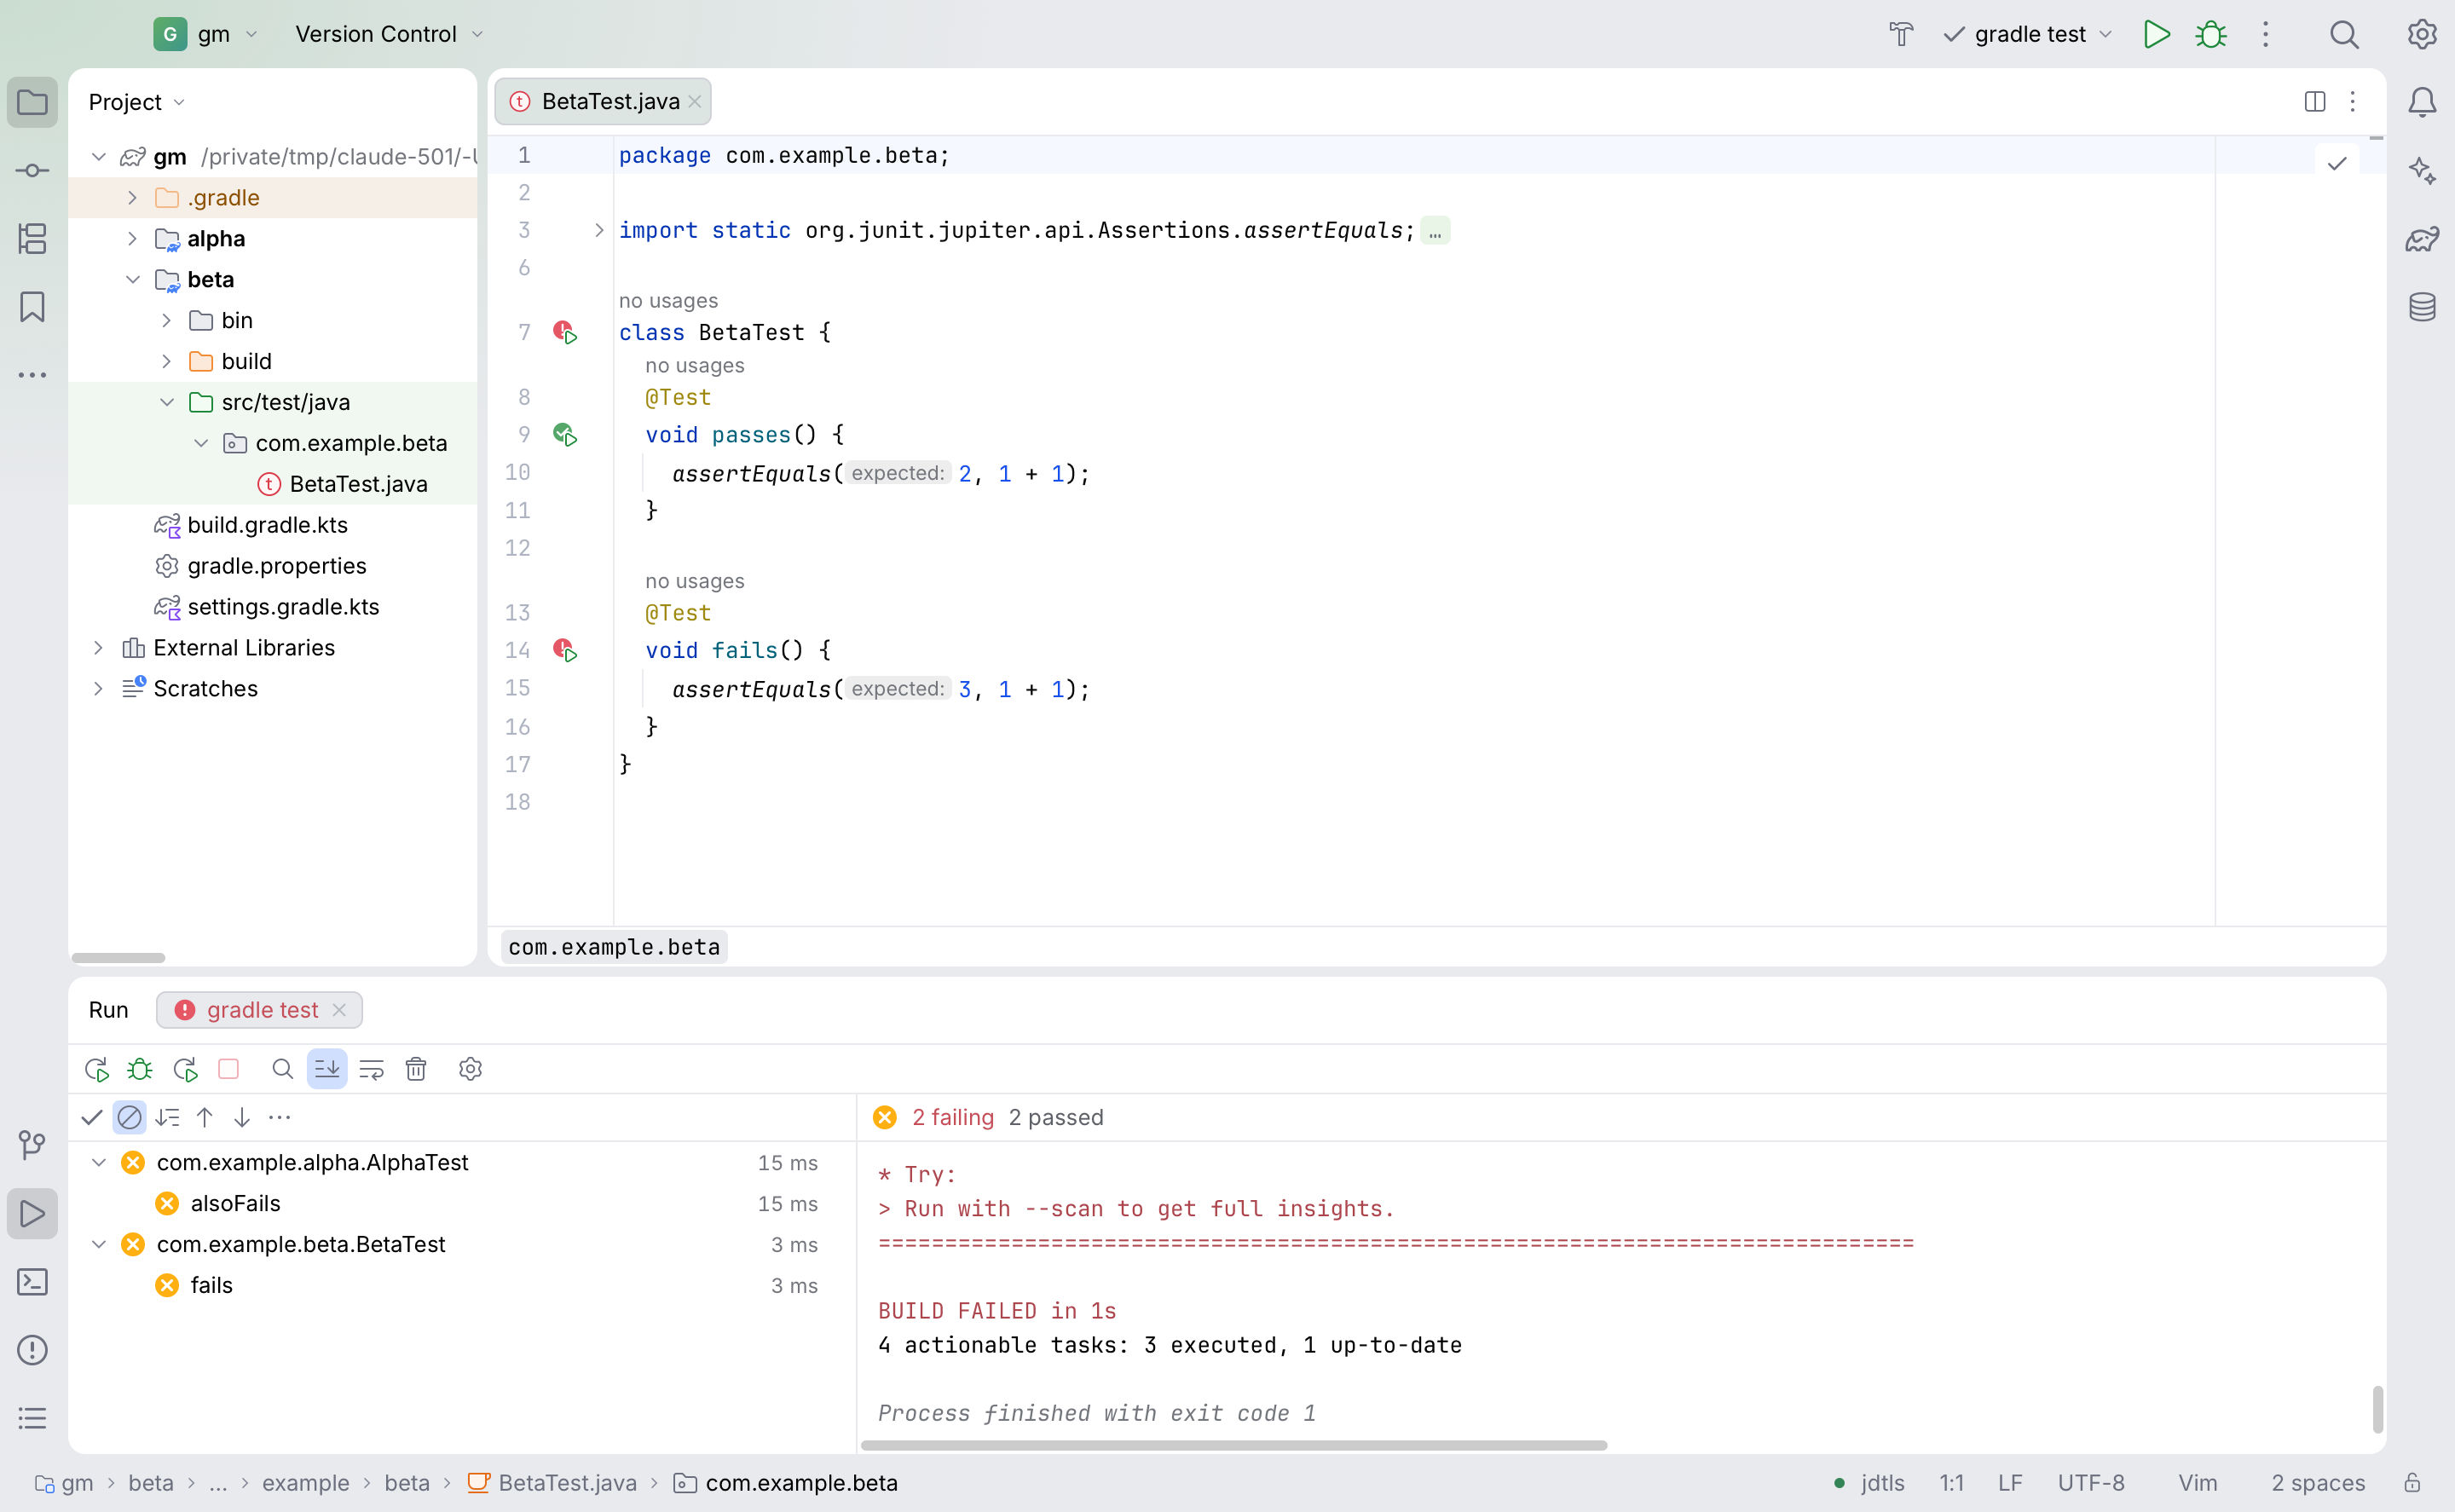 G gm Version Control gradle test
Project
gm /private/tmp/claude-501/-U
.gradle
alpha
beta
bin
build
src/test/java
com.example.beta
BetaTest.java
build.gradle.kts
gradle.properties
settings.gradle.kts
External Libraries
Scratches
BetaTest.java
1 package com.example.beta;
2
3 import static org.junit.jupiter.api.Assertions.assertEquals; …
6
no usages
7 class BetaTest {
no usages
8 @Test
9 void passes() {
10 assertEquals( expected: 2, 1 + 1);
11 }
12
no usages
13 @Test
14 void fails() {
15 assertEquals( expected: 3, 1 + 1);
16 }
17 }
18
com.example.beta
Run gradle test
2 failing 2 passed
com.example.alpha.AlphaTest 15 ms
alsoFails 15 ms
com.example.beta.BetaTest 3 ms
fails 3 ms
* Try:
> Run with --scan to get full insights.
==============================================================================
BUILD FAILED in 1s
4 actionable tasks: 3 executed, 1 up-to-date
Process finished with exit code 1
gm > beta > ... > example > beta > BetaTest.java > com.example.beta
jdtls 1:1 LF UTF-8 Vim 2 spaces